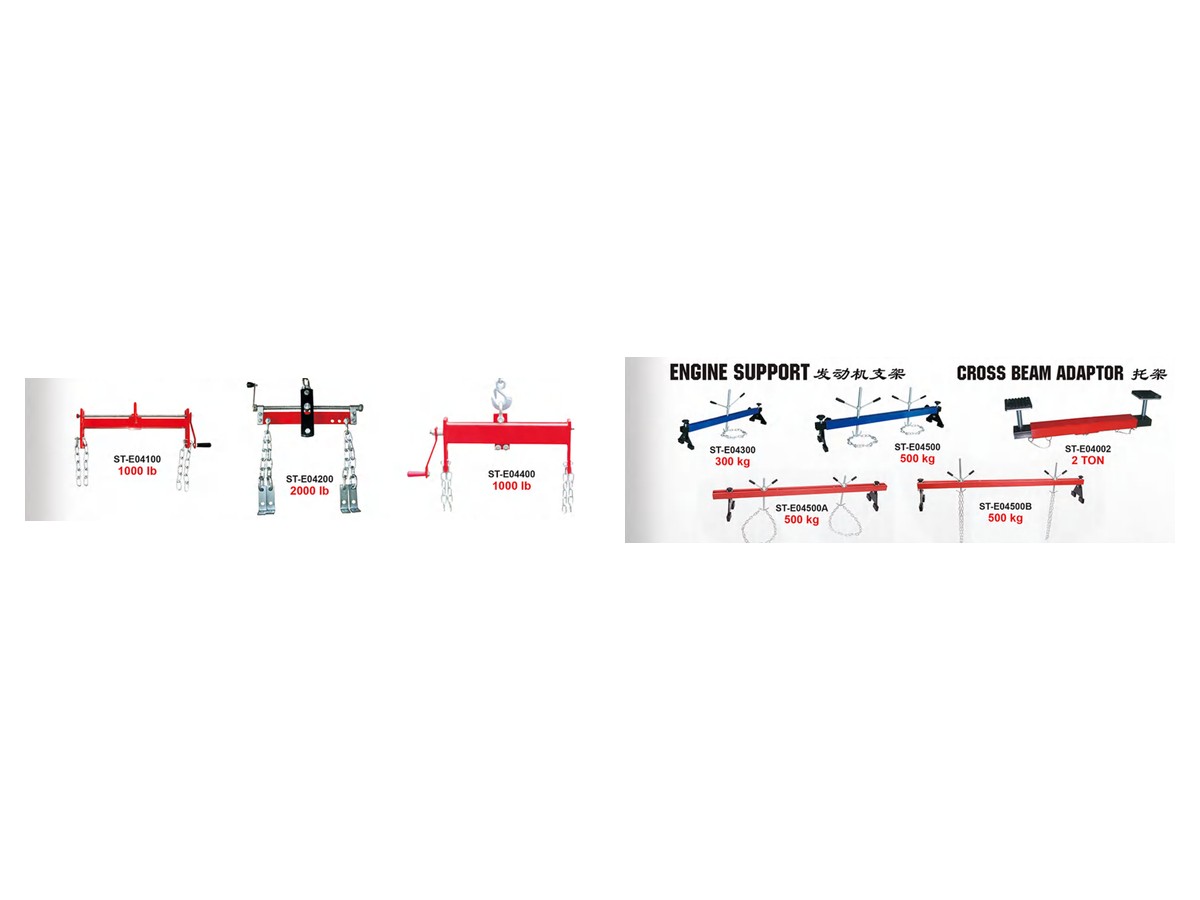 ST-E04100
1000 lb
ST-E04200
2000 lb
ST-E04400
1000 lb
ENGINE SUPPORT 发动机支架
ST-E04300
300 kg
ST-E04500
500 kg
ST-E04500A
500 kg
ST-E04500B
500 kg
CROSS BEAM ADAPTOR 托架
ST-E04002
2 TON